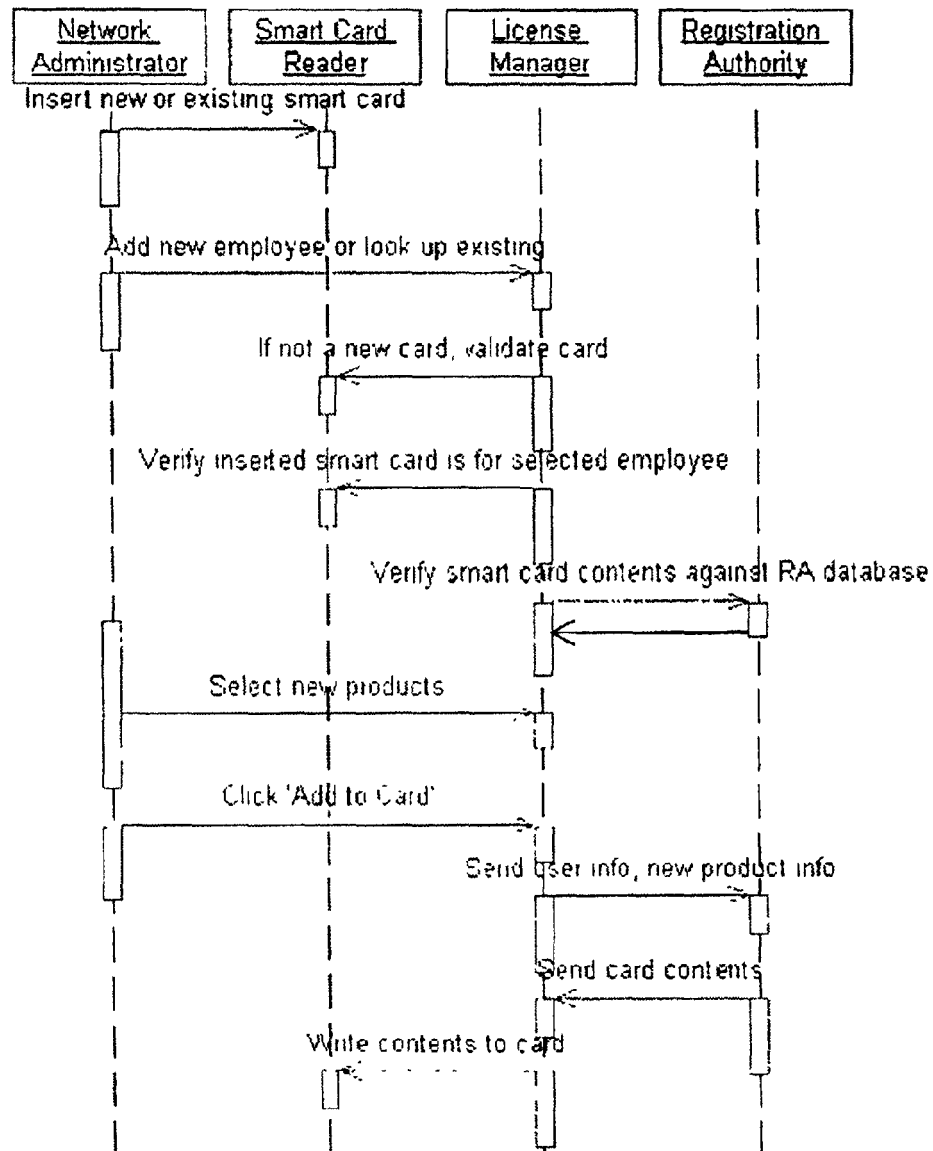 Network
Administrator
Smart Card
Reader
License
Manager
Registration
Authority
Insert new or existing smart card
Add new employee or look up existing
If not a new card, validate card
Verify inserted smart card is for selected employee
Verify smart card contents against RA database
Select new products
Click 'Add to Card'
Send user info, new product info
Send card contents
Write contents to card